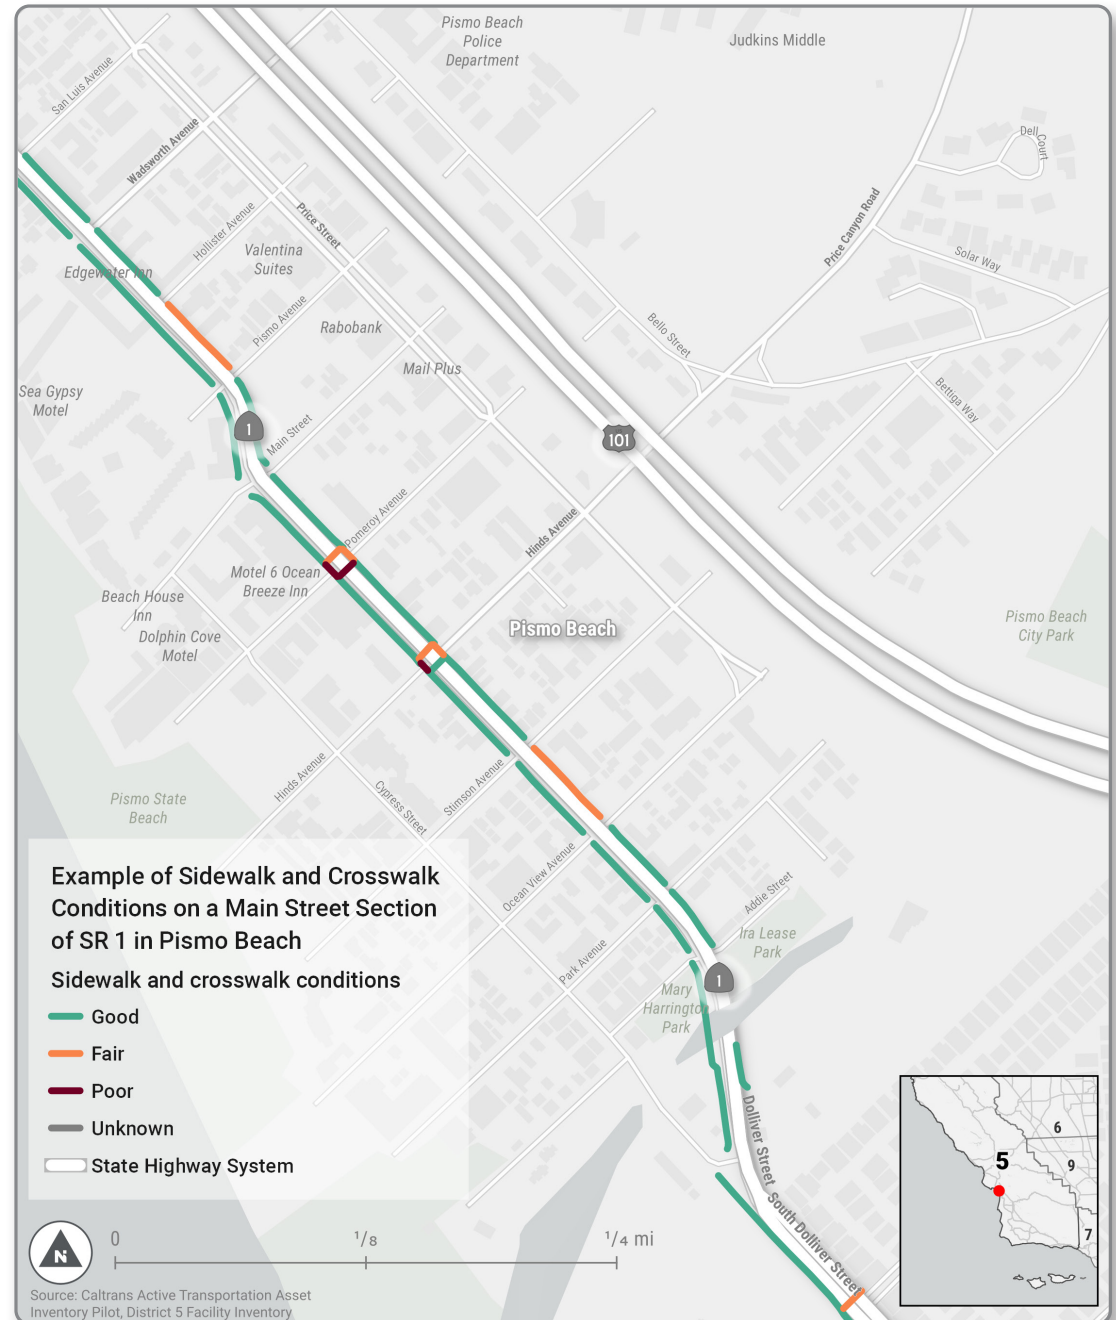 Pismo Beach
Police
Department
Judkins Middle
San Luis Avenue
Wadsworth Avenue
Dell Court
Hollister Avenue
Price Street
Price Canyon Road
Valentina
Suites
Solar Way
Edgewater Inn
Pismo Avenue
Rabobank
Bello Street
Mail Plus
Sea Gypsy
Motel
Bettiga Way
1
Main Street
101
Pomeroy Avenue
Hinds Avenue
Motel 6 Ocean
Breeze Inn
Beach House
Inn
Dolphin Cove
Motel
Pismo Beach
Pismo Beach
City Park
Hinds Avenue
Cypress Street
Stimson Avenue
Pismo State
Beach
Ocean View Avenue
Addie Street
Ira Lease
Park
Park Avenue
1
Mary
Harrington
Park
Dolliver Street
South Dolliver Street
Example of Sidewalk and Crosswalk
Conditions on a Main Street Section
of SR 1 in Pismo Beach
Sidewalk and crosswalk conditions
Good
Fair
Poor
Unknown
State Highway System
6
5
9
7
N
0
1/8
1/4 mi
Source: Caltrans Active Transportation Asset
Inventory Pilot, District 5 Facility Inventory